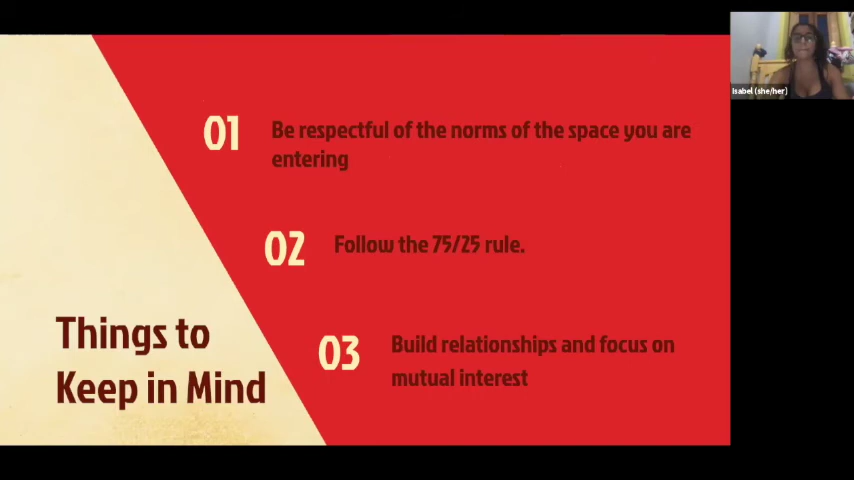 Isabel (she/her)
01
Be respectful of the norms of the space you are
entering
02
Follow the 75/25 rule.
03
Build relationships and focus on
mutual interest
Things to
Keep in Mind